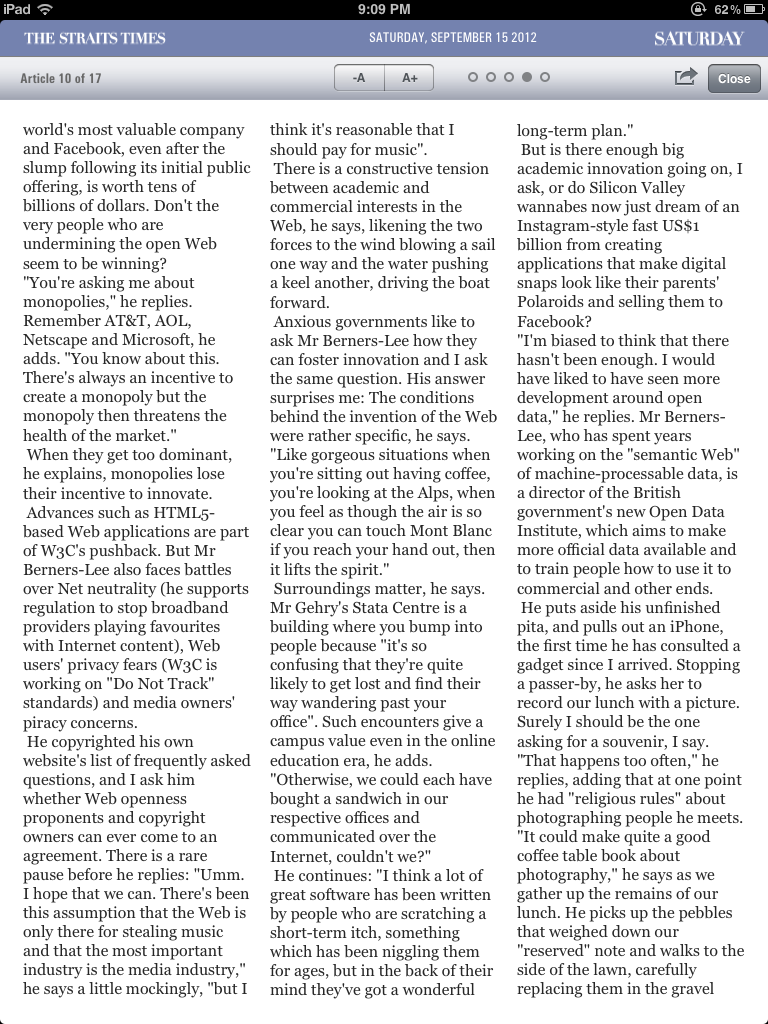 iPad
9:09 PM
62%
THE STRAITS TIMES
SATURDAY, SEPTEMBER 15 2012
SATURDAY
Article 10 of 17
-A
A+
Close
world's most valuable company
and Facebook, even after the
slump following its initial public
offering, is worth tens of
billions of dollars. Don't the
very people who are
undermining the open Web
seem to be winning?
"You're asking me about
monopolies," he replies.
Remember AT&T, AOL,
Netscape and Microsoft, he
adds. "You know about this.
There's always an incentive to
create a monopoly but the
monopoly then threatens the
health of the market."
When they get too dominant,
he explains, monopolies lose
their incentive to innovate.
Advances such as HTML5-
based Web applications are part
of W3C's pushback. But Mr
Berners-Lee also faces battles
over Net neutrality (he supports
regulation to stop broadband
providers playing favourites
with Internet content), Web
users' privacy fears (W3C is
working on "Do Not Track"
standards) and media owners'
piracy concerns.
He copyrighted his own
website's list of frequently asked
questions, and I ask him
whether Web openness
proponents and copyright
owners can ever come to an
agreement. There is a rare
pause before he replies: "Umm.
I hope that we can. There's been
this assumption that the Web is
only there for stealing music
and that the most important
industry is the media industry,"
he says a little mockingly, "but I
think it's reasonable that I
should pay for music".
There is a constructive tension
between academic and
commercial interests in the
Web, he says, likening the two
forces to the wind blowing a sail
one way and the water pushing
a keel another, driving the boat
forward.
Anxious governments like to
ask Mr Berners-Lee how they
can foster innovation and I ask
the same question. His answer
surprises me: The conditions
behind the invention of the Web
were rather specific, he says.
"Like gorgeous situations when
you're sitting out having coffee,
you're looking at the Alps, when
you feel as though the air is so
clear you can touch Mont Blanc
if you reach your hand out, then
it lifts the spirit."
Surroundings matter, he says.
Mr Gehry's Stata Centre is a
building where you bump into
people because "it's so
confusing that they're quite
likely to get lost and find their
way wandering past your
office". Such encounters give a
campus value even in the online
education era, he adds.
"Otherwise, we could each have
bought a sandwich in our
respective offices and
communicated over the
Internet, couldn't we?"
He continues: "I think a lot of
great software has been written
by people who are scratching a
short-term itch, something
which has been niggling them
for ages, but in the back of their
mind they've got a wonderful
long-term plan."
But is there enough big
academic innovation going on, I
ask, or do Silicon Valley
wannabes now just dream of an
Instagram-style fast US$1
billion from creating
applications that make digital
snaps look like their parents'
Polaroids and selling them to
Facebook?
"I'm biased to think that there
hasn't been enough. I would
have liked to have seen more
development around open
data," he replies. Mr Berners-
Lee, who has spent years
working on the "semantic Web"
of machine-processable data, is
a director of the British
government's new Open Data
Institute, which aims to make
more official data available and
to train people how to use it to
commercial and other ends.
He puts aside his unfinished
pita, and pulls out an iPhone,
the first time he has consulted a
gadget since I arrived. Stopping
a passer-by, he asks her to
record our lunch with a picture.
Surely I should be the one
asking for a souvenir, I say.
"That happens too often," he
replies, adding that at one point
he had "religious rules" about
photographing people he meets.
"It could make quite a good
coffee table book about
photography," he says as we
gather up the remains of our
lunch. He picks up the pebbles
that weighed down our
"reserved" note and walks to the
side of the lawn, carefully
replacing them in the gravel